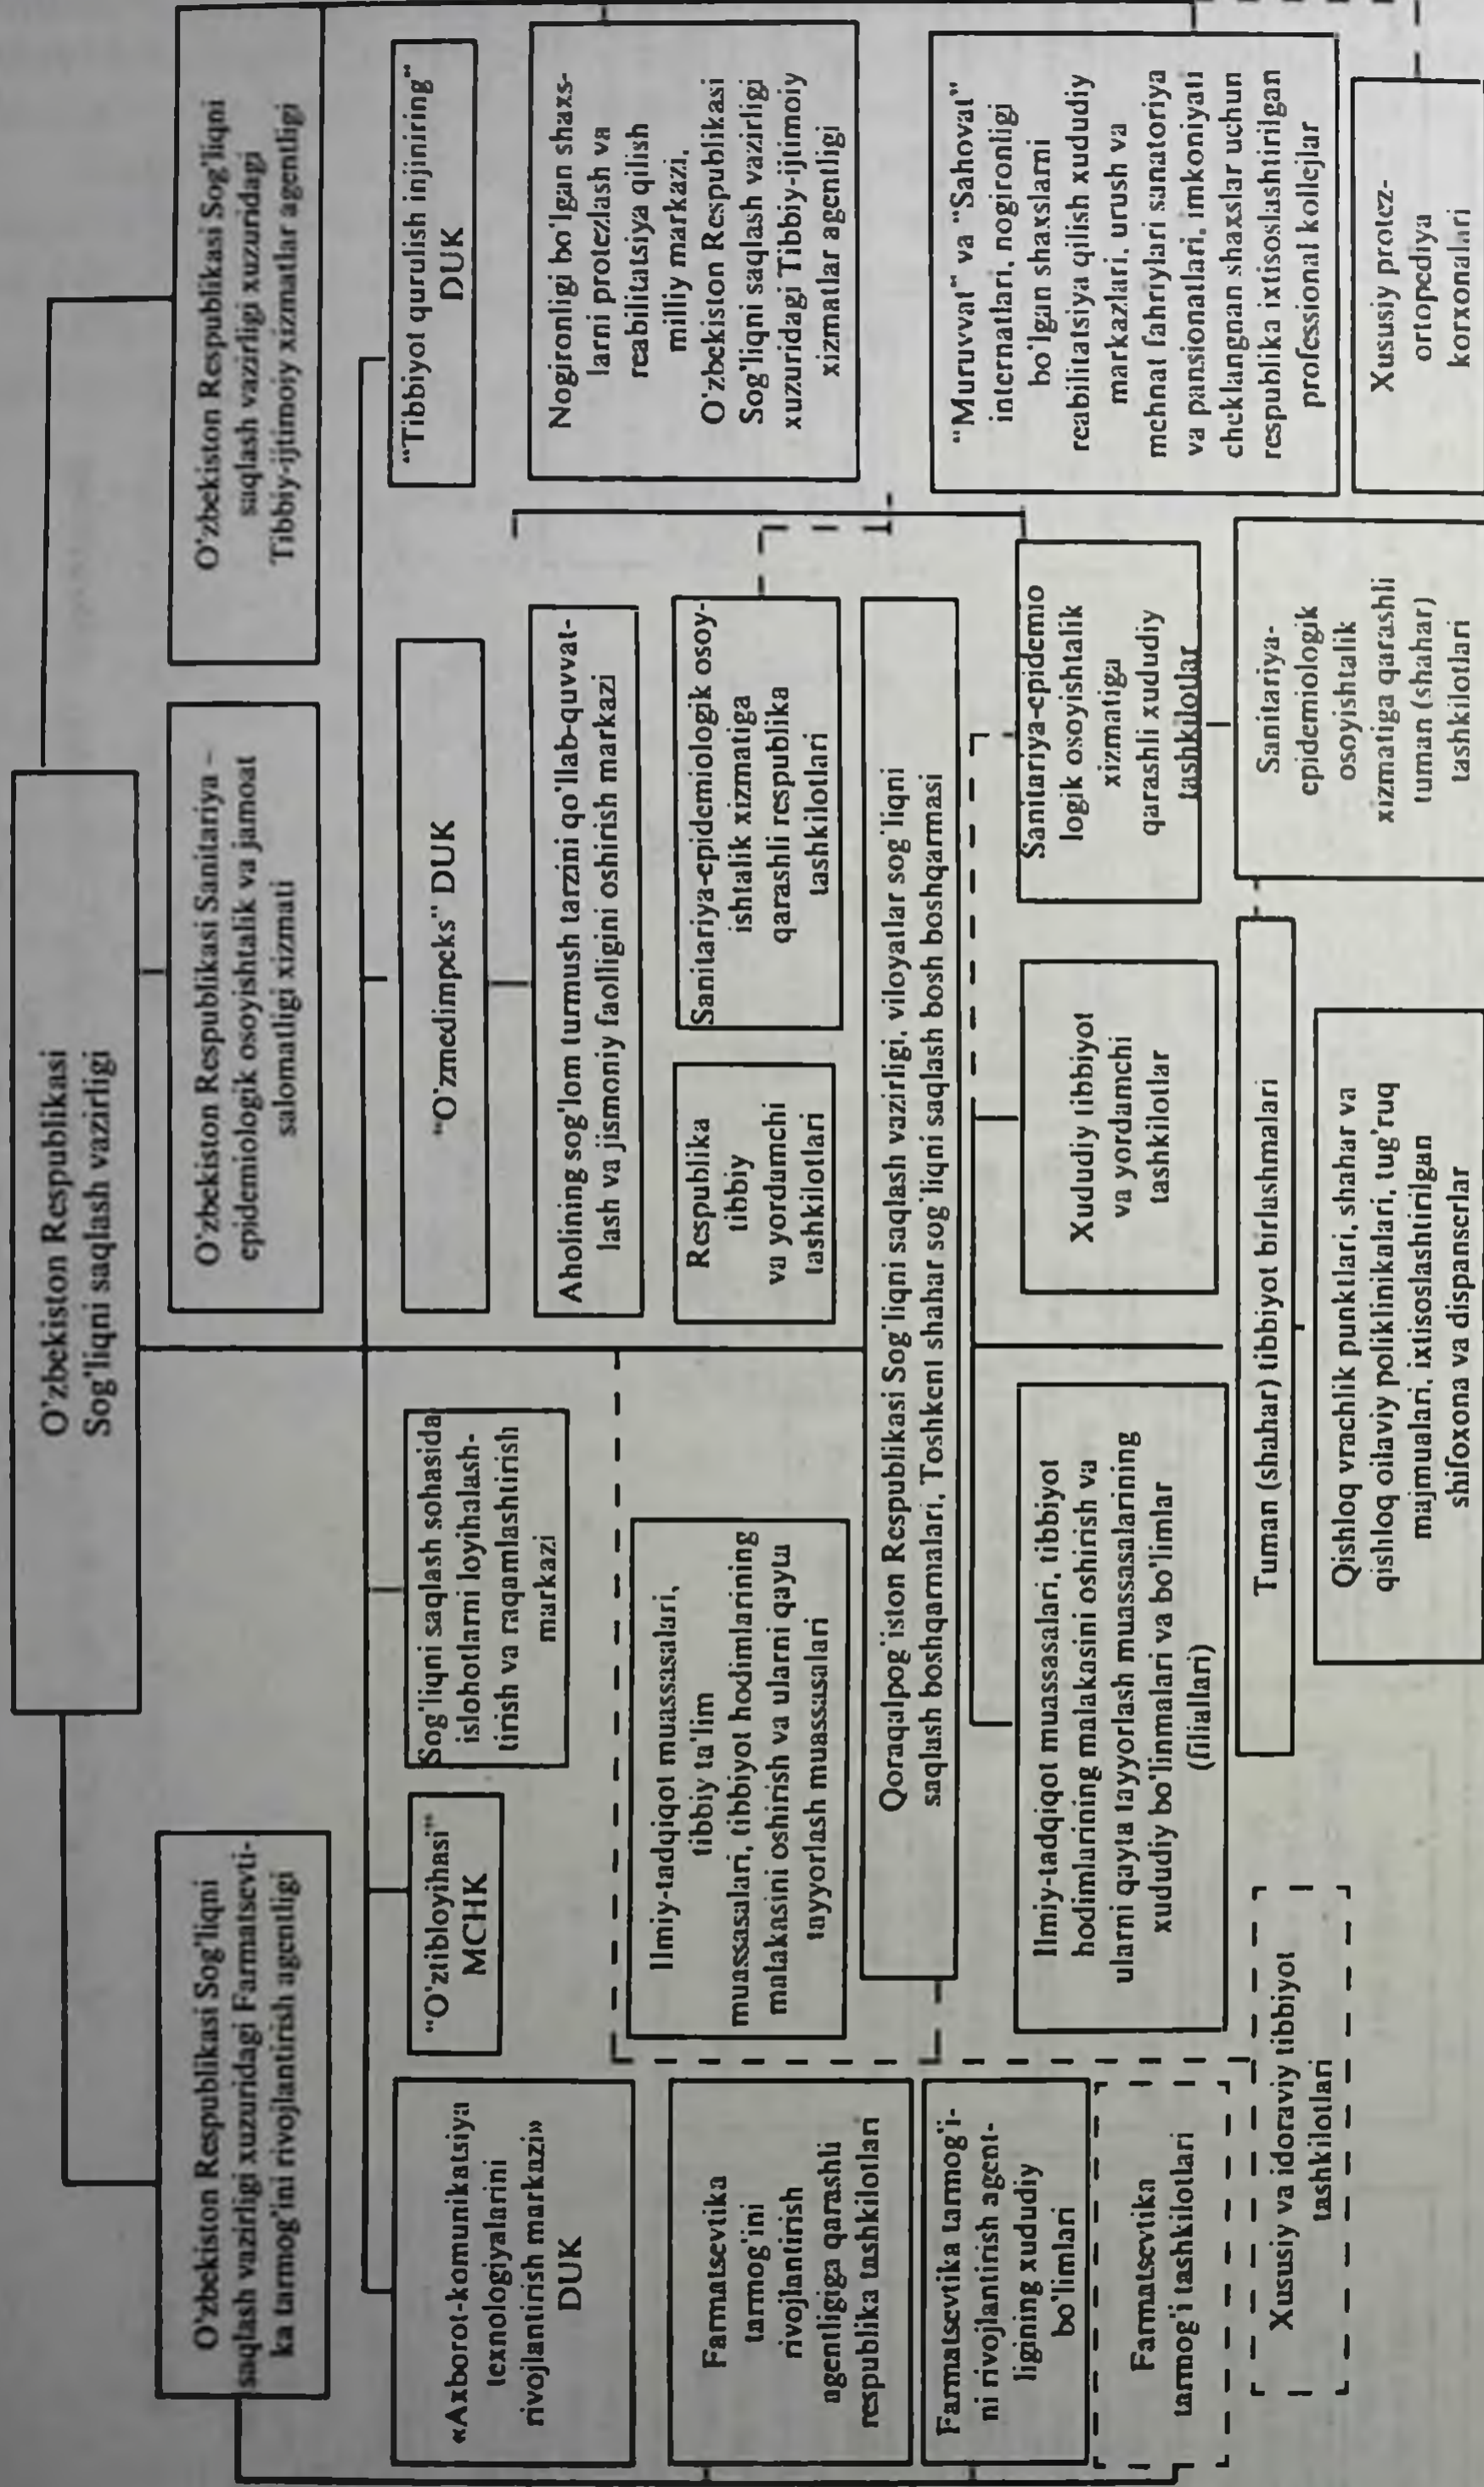 O'zbekiston Respublikasi
Sog'liqni saqlash vazirligi
O'zbekiston Respublikasi Sog'liqni
saqlash vazirligi xuzuridagi Farmatsevti-
ka tarmog'ini rivojlantirish agentligi
O'zbekiston Respublikasi Sanitariya –
epidemiologik osoyishtalik va jamoat
salomatligi xizmati
O'zbekiston Respublikasi Sog'liqni
saqlash vazirligi xuzuridagi
Tibbiy-ijtimoiy xizmatlar agentligi
«Axborot-komunikatsiya
texnologiyalarini
rivojlantirish markazi»
DUK
"O'ztibloyihasi"
MCHK
Sog'liqni saqlash sohasida
islohotlarni loyihalash-
tirish va raqamlashtirish
markazi
"O'zmedimpeks" DUK
"Tibbiyot qurulish injiniring"
DUK
Aholining sog'lom turmush tarzini qo'llab-quvvat-
lash va jismoniy faolligini oshirish markazi
Nogironligi bo'lgan shaxs-
larni protezlash va
reabilitatsiya qilish
milliy markazi,
O'zbekiston Respublikasi
Sog'liqni saqlash vazirligi
xuzuridagi Tibbiy-ijtimoiy
xizmatlar agentligi
Farmatsevtika
tarmog'ini
rivojlantirish
agentligiga qarashli
respublika tashkilotlari
Ilmiy-tadqiqot muassasalari,
tibbiy ta'lim
muassasalari, tibbiyot hodimlarining
malakasini oshirish va ularni qayta
tayyorlash muassasalari
Respublika
tibbiy
va yordumchi
tashkilotlari
Sanitariya-epidemiologik osoy-
ishtalik xizmatiga
qarashli respublika
tashkilotlari
Qoraqalpog'iston Respublikasi Sog'liqni saqlash vazirligi, viloyatlar sog'liqni
saqlash boshqarmalari, Toshkent shahar sog'liqni saqlash bosh boshqarmasi
"Muruvvat" va "Sahovat"
internatlari, nogironligi
bo'lgan shaxslarni
reabilitatsiya qilish xududiy
markazlari, urush va
mehnat fahriylari sanatoriya
va pansionatlari, imkoniyati
cheklangnan shaxslar uchun
respublika ixtisoslashtirilgan
professional kollejlar
Farmatsevtika tarmog'i-
ni rivojlantirish agent-
ligining xududiy
bo'limlari
Ilmiy-tadqiqot muassasalari, tibbiyot
hodimlarining malakasini oshirish va
ularni qayta tayyorlash muassasalarining
xududiy bo'linmalari va bo'limlar
(filiallari)
Xududiy tibbiyot
va yordamchi
tashkilotlar
Sanitariya-epidemio
logik osoyishtalik
xizmatiga
qarashli xududiy
tashkilotlar
Farmatsevtika
tarmog'i tashkilotlari
Tuman (shahar) tibbiyot birlashmalari
Sanitariya-
epidemiologik
osoyishtalik
xizmatiga qarashli
tuman (shahar)
tashkilotlari
Xususiy va idoraviy tibbiyot
tashkilotlari
Qishloq vrachlik punktlari, shahar va
qishloq oilaviy poliklinikalari, tug'ruq
majmualari, ixtisoslashtirilgan
shifoxona va dispanserlar
Xususiy protez-
ortopediya
korxonalari